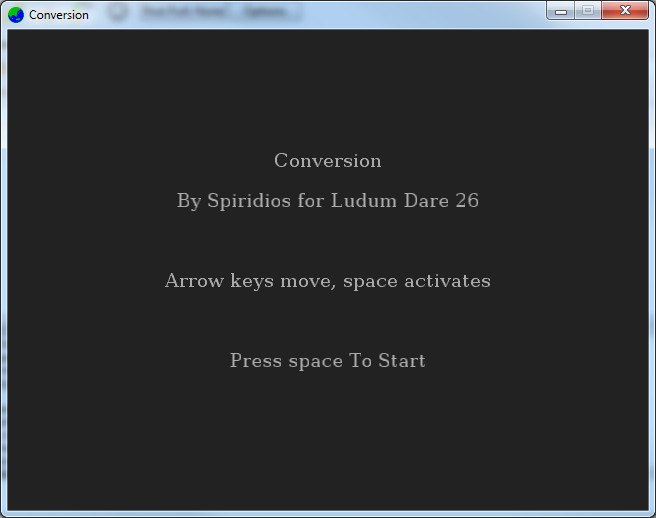 Conversion
Conversion
By Spiridios for Ludum Dare 26
Arrow keys move, space activates
Press space To Start